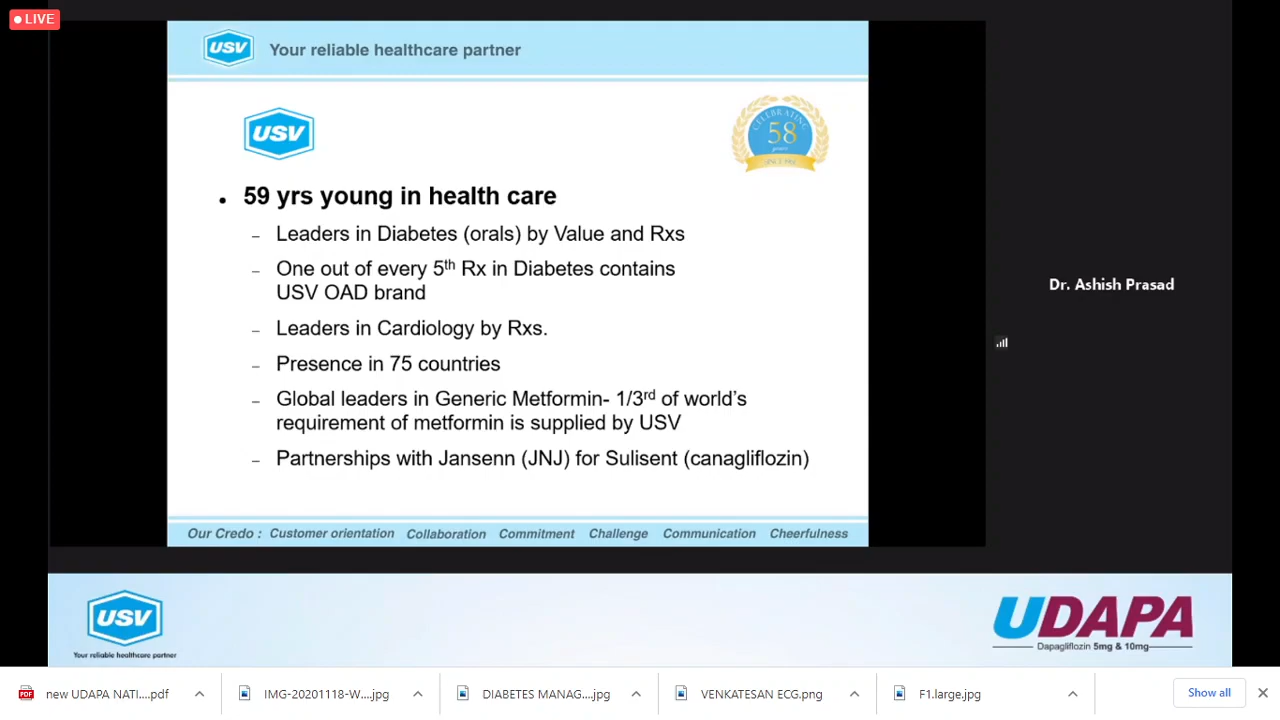 LIVE
USV Your reliable healthcare partner
USV
CELEBRATING
58
years
59 yrs young in health care
– Leaders in Diabetes (orals) by Value and Rxs
– One out of every 5th Rx in Diabetes contains
USV OAD brand
– Leaders in Cardiology by Rxs.
– Presence in 75 countries
– Global leaders in Generic Metformin- 1/3rd of world's
requirement of metformin is supplied by USV
– Partnerships with Jansenn (JNJ) for Sulisent (canagliflozin)
Our Credo : Customer orientation Collaboration Commitment Challenge Communication Cheerfulness
Dr. Ashish Prasad
USV
Your reliable healthcare partner
UDAPA
Dapagliflozin 5mg & 10mg
new UDAPA NATI....pdf IMG-20201118-W....jpg DIABETES MANAG....jpg VENKATESAN ECG.png F1.large.jpg Show all